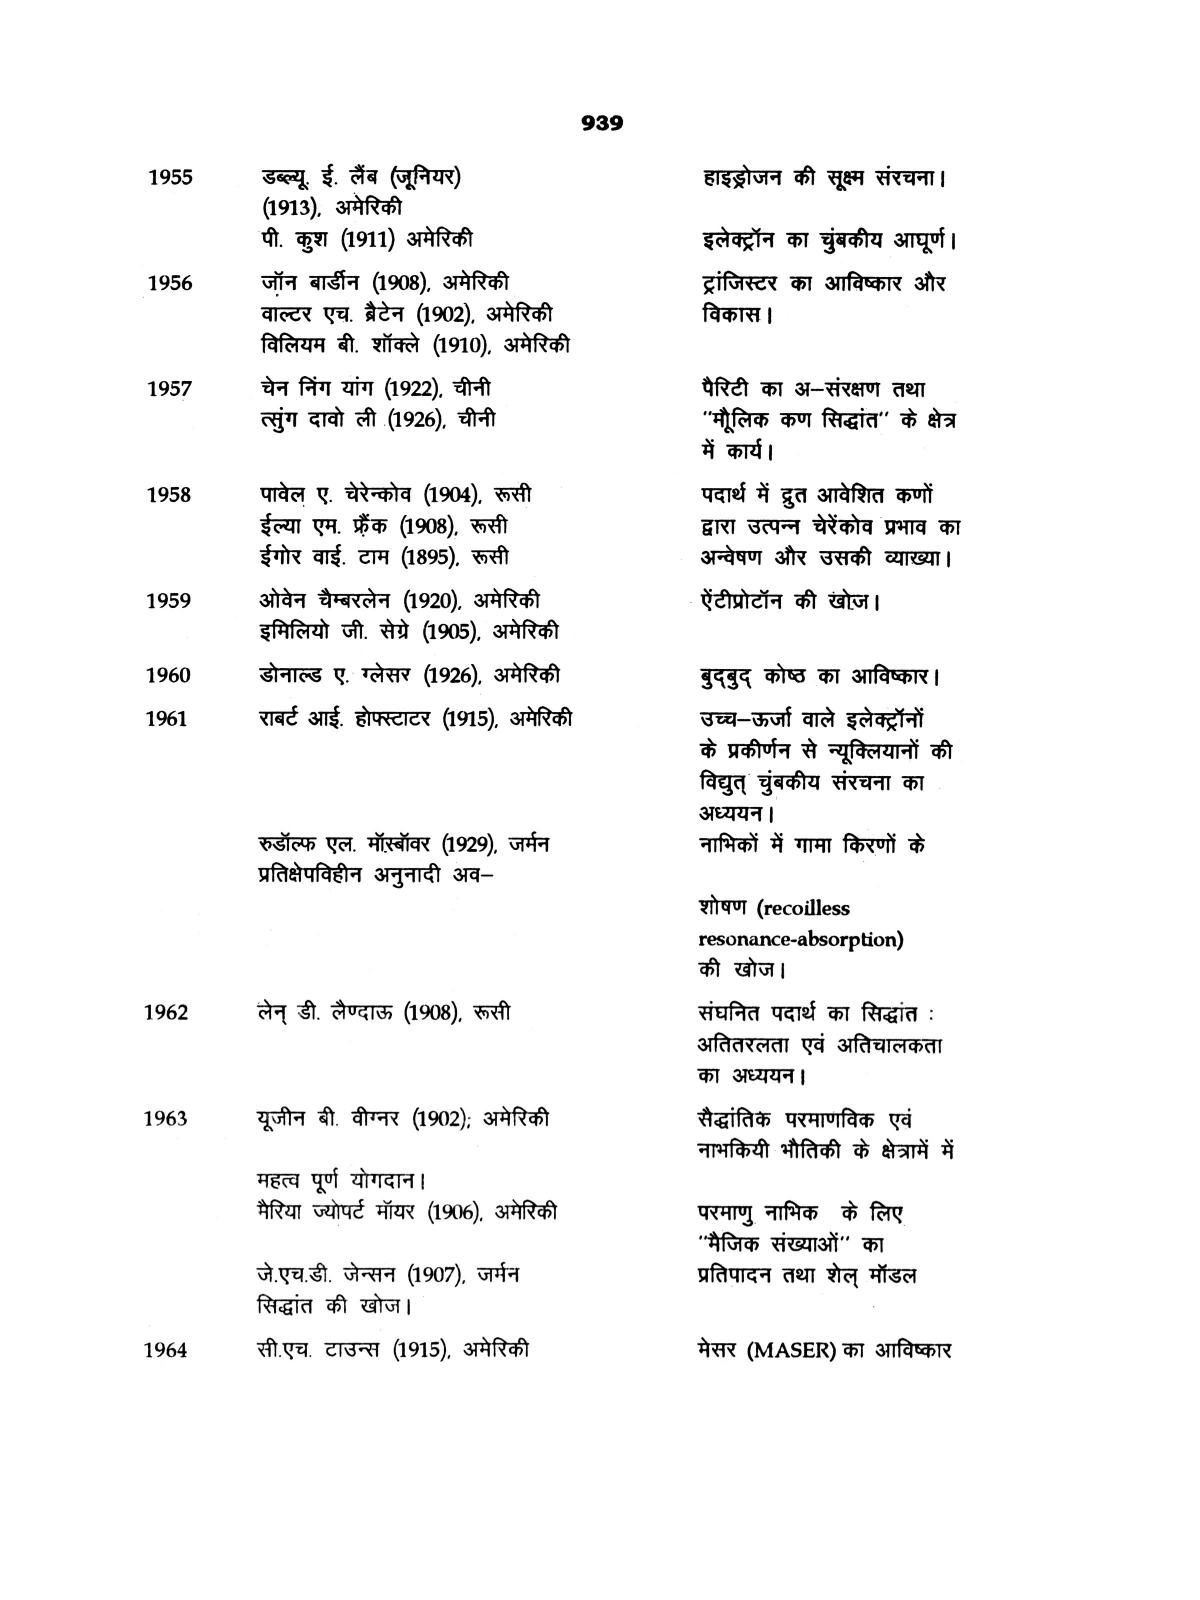 939
1955 डब्ल्यू. ई. लैंब (जूनियर) हाइड्रोजन की सूक्ष्म संरचना।
(1913), अमेरिकी
पी. कुश (1911) अमेरिकी इलेक्ट्रॉन का चुंबकीय आघूर्ण।
1956 जॉन बार्डीन (1908), अमेरिकी ट्रांजिस्टर का आविष्कार और
वाल्टर एच. ब्रैटेन (1902), अमेरिकी विकास।
विलियम बी. शॉक्ले (1910), अमेरिकी
1957 चेन निंग यांग (1922), चीनी पैरिटी का अ–संरक्षण तथा
त्सुंग दावो ली (1926), चीनी "मौूलिक कण सिद्धांत" के क्षेत्र
में कार्य।
1958 पावेल ए. चेरेन्कोव (1904), रूसी पदार्थ में द्रुत आवेशित कणों
ईल्या एम. फ्रैंक (1908), रूसी द्वारा उत्पन्न चेरेंकोव प्रभाव का
ईगोर वाई. टाम (1895), रूसी अन्वेषण और उसकी व्याख्या।
1959 ओवेन चैम्बरलेन (1920), अमेरिकी ऐंटीप्रोटॉन की खोज।
इमिलियो जी. सेग्रे (1905), अमेरिकी
1960 डोनाल्ड ए. ग्लेसर (1926), अमेरिकी बुद्‌बुद् कोष्ठ का आविष्कार।
1961 राबर्ट आई. होफ्स्टाटर (1915), अमेरिकी उच्च–ऊर्जा वाले इलेक्ट्रॉनों
के प्रकीर्णन से न्यूक्लियानों की
विद्युत् चुंबकीय संरचना का
अध्ययन।
रुडॉल्फ एल. मॉस्बॉवर (1929), जर्मन नाभिकों में गामा किरणों के
प्रतिक्षेपविहीन अनुनादी अव–
शोषण (recoilless
resonance-absorption)
की खोज।
1962 लेन् डी. लैण्दाऊ (1908), रूसी संघनित पदार्थ का सिद्धांत :
अतितरलता एवं अतिचालकता
का अध्ययन।
1963 यूजीन बी. वीग्नर (1902); अमेरिकी सैद्धांतिक परमाणविक एवं
नाभकियी भौतिकी के क्षेत्रामें में
महत्व पूर्ण योगदान।
मैरिया ज्योपर्ट मॉयर (1906), अमेरिकी परमाणु नाभिक के लिए
"मैजिक संख्याओं" का
जे.एच.डी. जेन्सन (1907), जर्मन प्रतिपादन तथा शेल् मॉडल
सिद्धांत की खोज।
1964 सी.एच. टाउन्स (1915), अमेरिकी मेसर (MASER) का आविष्कार